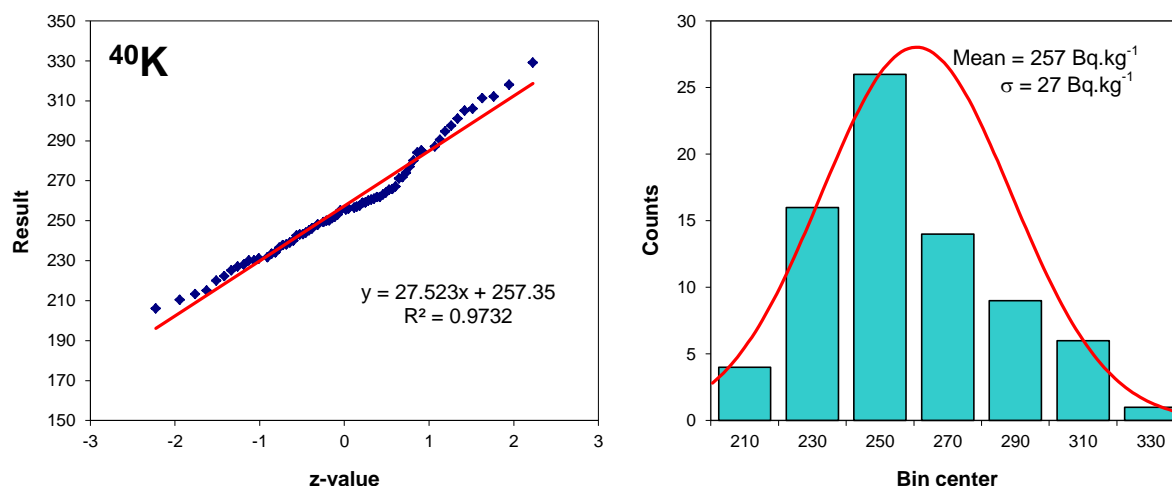 350
330
310
290
270
250
230
210
190
170
150
⁴⁰K
y = 27.523x + 257.35
R² = 0.9732
-3 -2 -1 0 1 2 3
z-value
Result
30
25
20
15
10
5
0
Mean = 257 Bq.kg⁻¹
σ = 27 Bq.kg⁻¹
210 230 250 270 290 310 330
Bin center
Counts